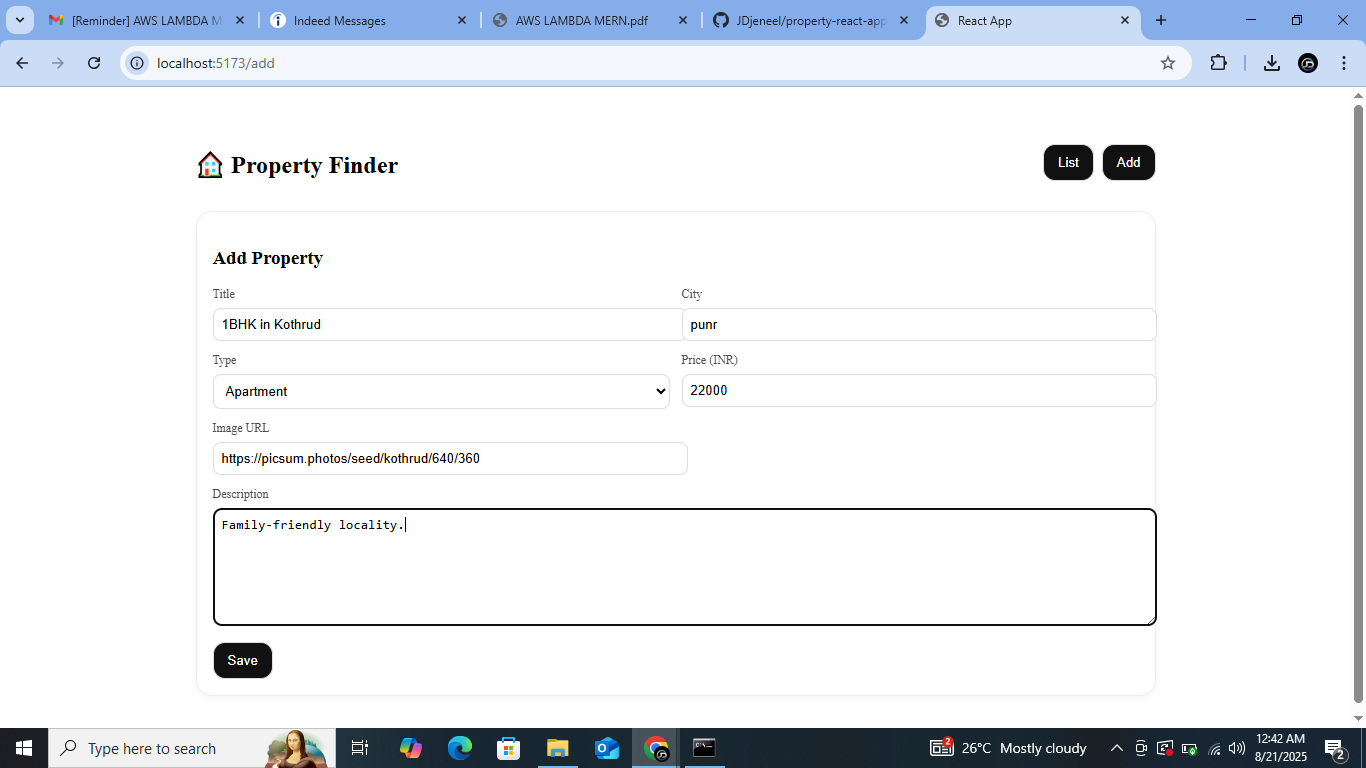 [Reminder] AWS LAMBDA M
Indeed Messages
AWS LAMBDA MERN.pdf
JDjeneel/property-react-app
React App
localhost:5173/add
Property Finder
List
Add
Add Property
Title
City
1BHK in Kothrud
punr
Type
Price (INR)
Apartment
22000
Image URL
https://picsum.photos/seed/kothrud/640/360
Description
Family-friendly locality.
Save
Type here to search
2
26°C Mostly cloudy
12:42 AM
8/21/2025
2